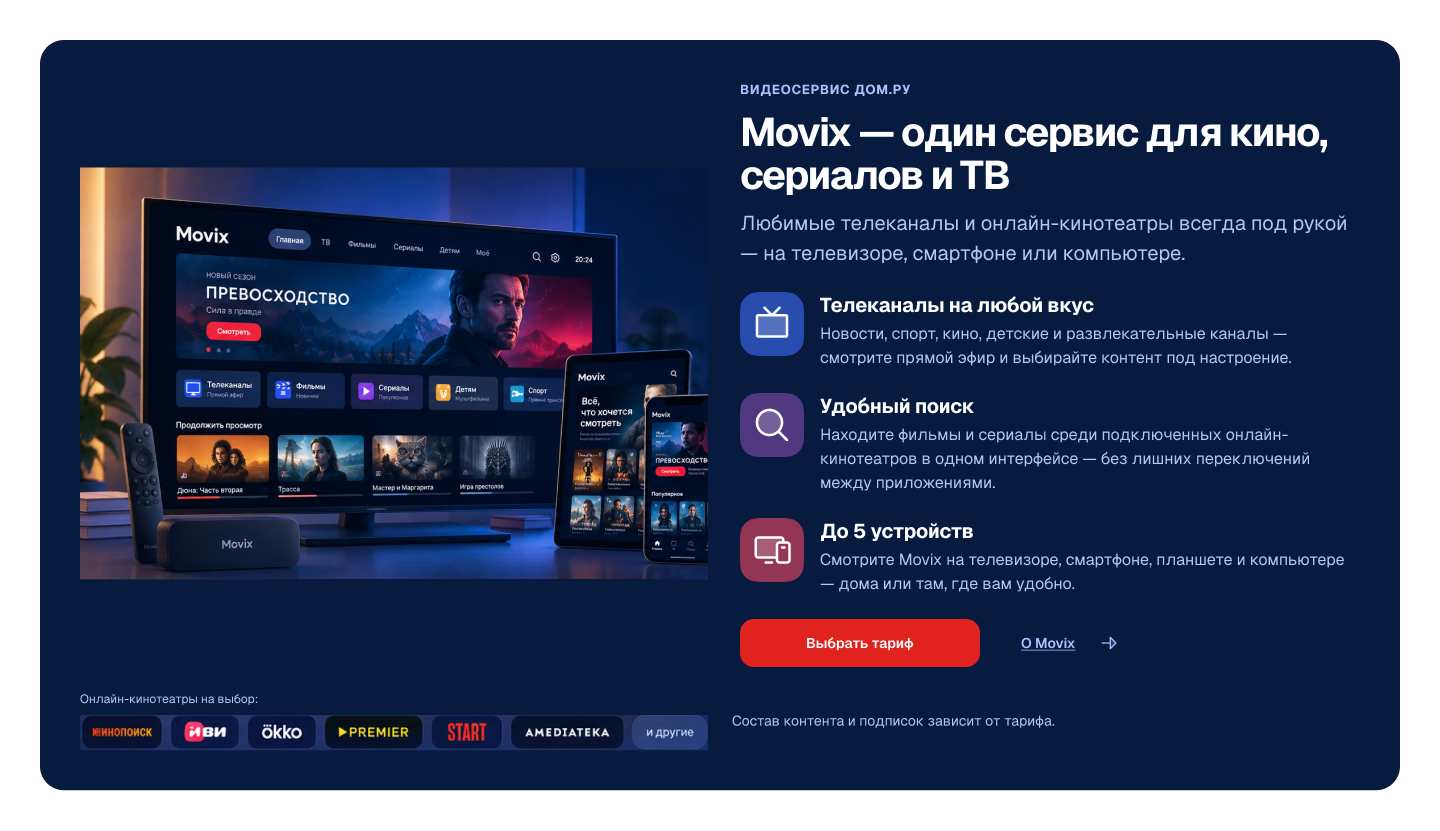 ВИДЕОСЕРВИС ДОМ.РУ
Movix — один сервис для кино,
сериалов и ТВ
Любимые телеканалы и онлайн-кинотеатры всегда под рукой
— на телевизоре, смартфоне или компьютере.
Телеканалы на любой вкус
Новости, спорт, кино, детские и развлекательные каналы —
смотрите прямой эфир и выбирайте контент под настроение.
Удобный поиск
Находите фильмы и сериалы среди подключенных онлайн-
кинотеатров в одном интерфейсе — без лишних переключений
между приложениями.
До 5 устройств
Смотрите Movix на телевизоре, смартфоне, планшете и компьютере
— дома или там, где вам удобно.
Выбрать тариф
О Movix
Состав контента и подписок зависит от тарифа.
Movix
Главная ТВ Фильмы Сериалы Детям Моё 20:24
НОВЫЙ СЕЗОН
ПРЕВОСХОДСТВО
Сила в правде
Смотреть
Телеканалы Фильмы Сериалы Детям Спорт
Прямой эфир Новинки Популярное Мультфильмы
Продолжить просмотр
Дюна: Часть вторая Трасса Мастер и Маргарита Игра престолов
Movix
Movix
Всё,
что хочется
смотреть
Movix
ПРЕВОСХОДСТВО
Смотреть
Популярное
Онлайн-кинотеатры на выбор:
КИНОПОИСК ИВИ okko PREMIER START AMEDIATEKA и другие